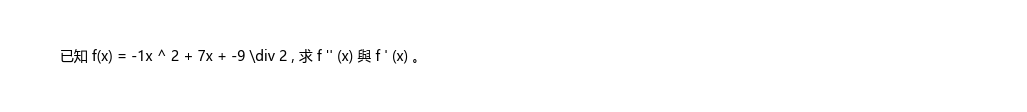 已知 f(x) = -1x ^ 2 + 7x + -9 \div 2 , 求 f '' (x) 與 f ' (x) 。